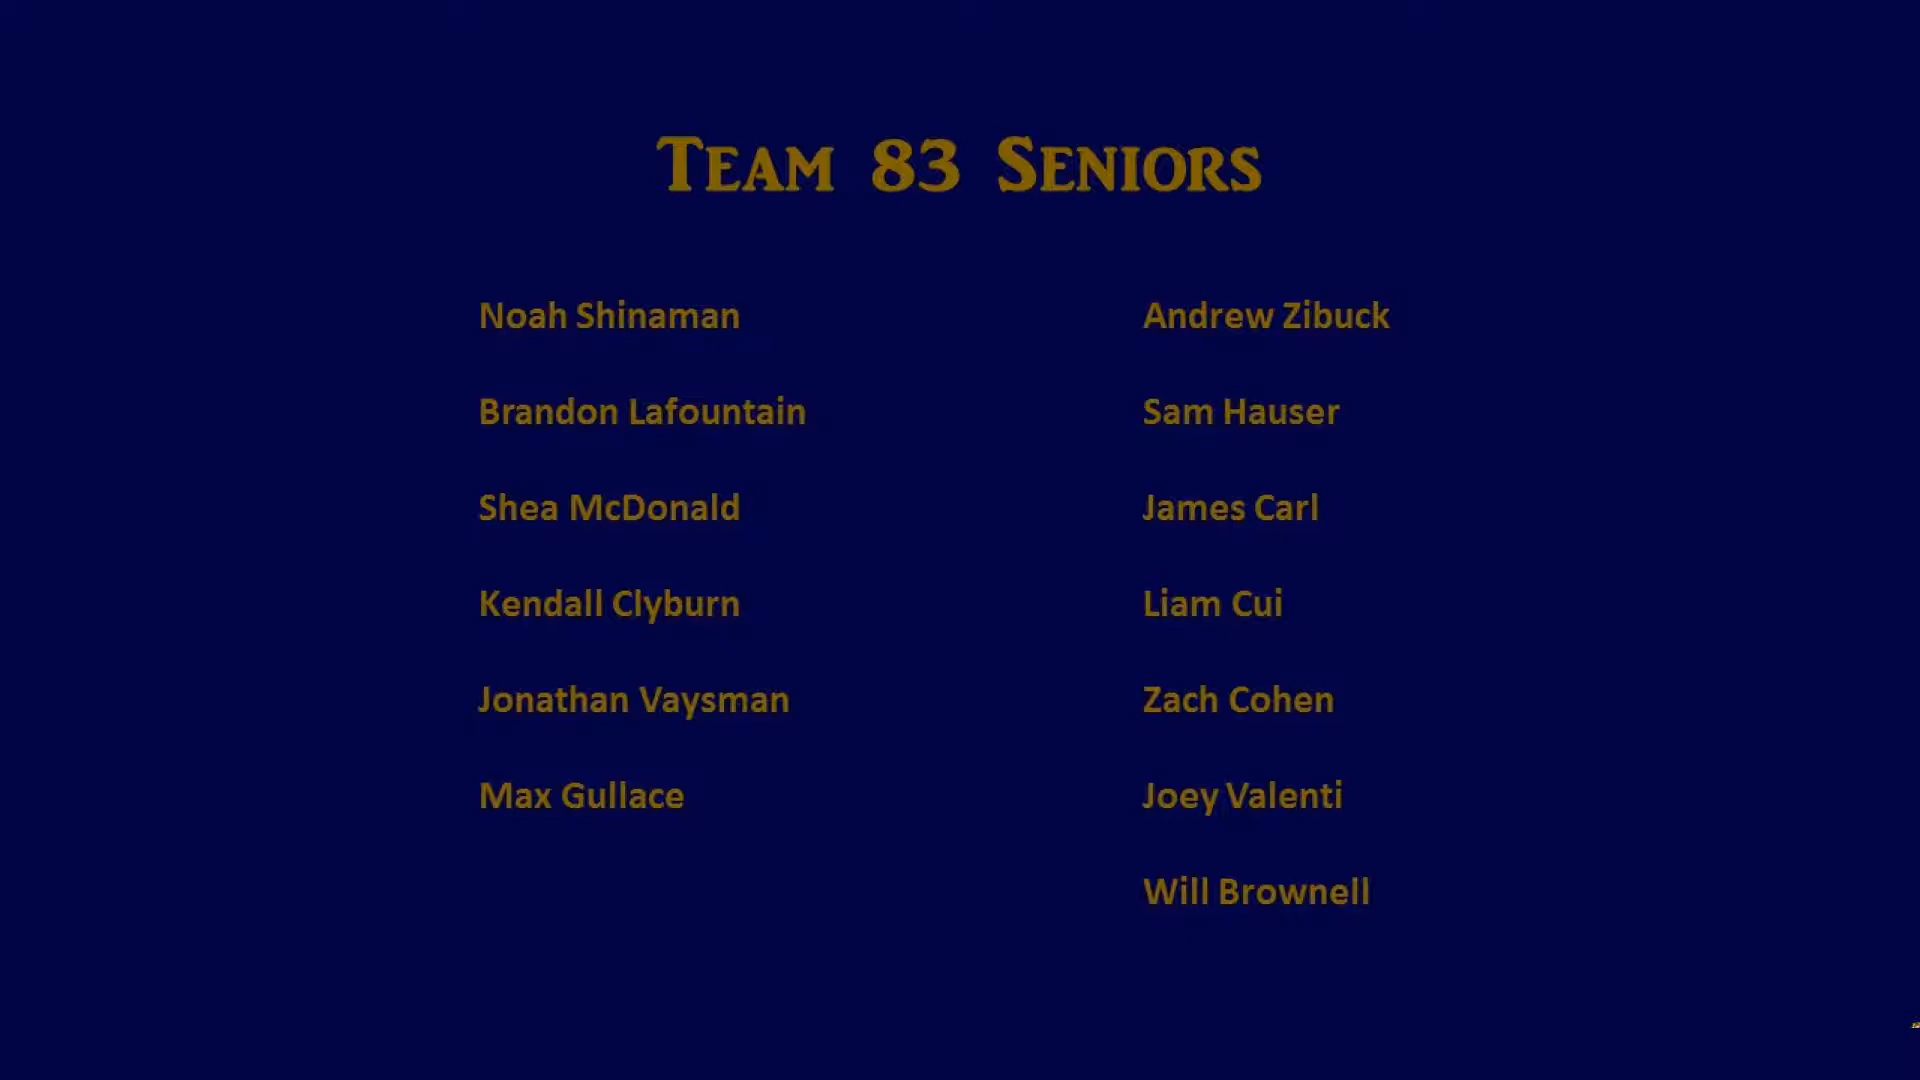 Team 83 Seniors
Noah Shinaman
Brandon Lafountain
Shea McDonald
Kendall Clyburn
Jonathan Vaysman
Max Gullace
Andrew Zibuck
Sam Hauser
James Carl
Liam Cui
Zach Cohen
Joey Valenti
Will Brownell